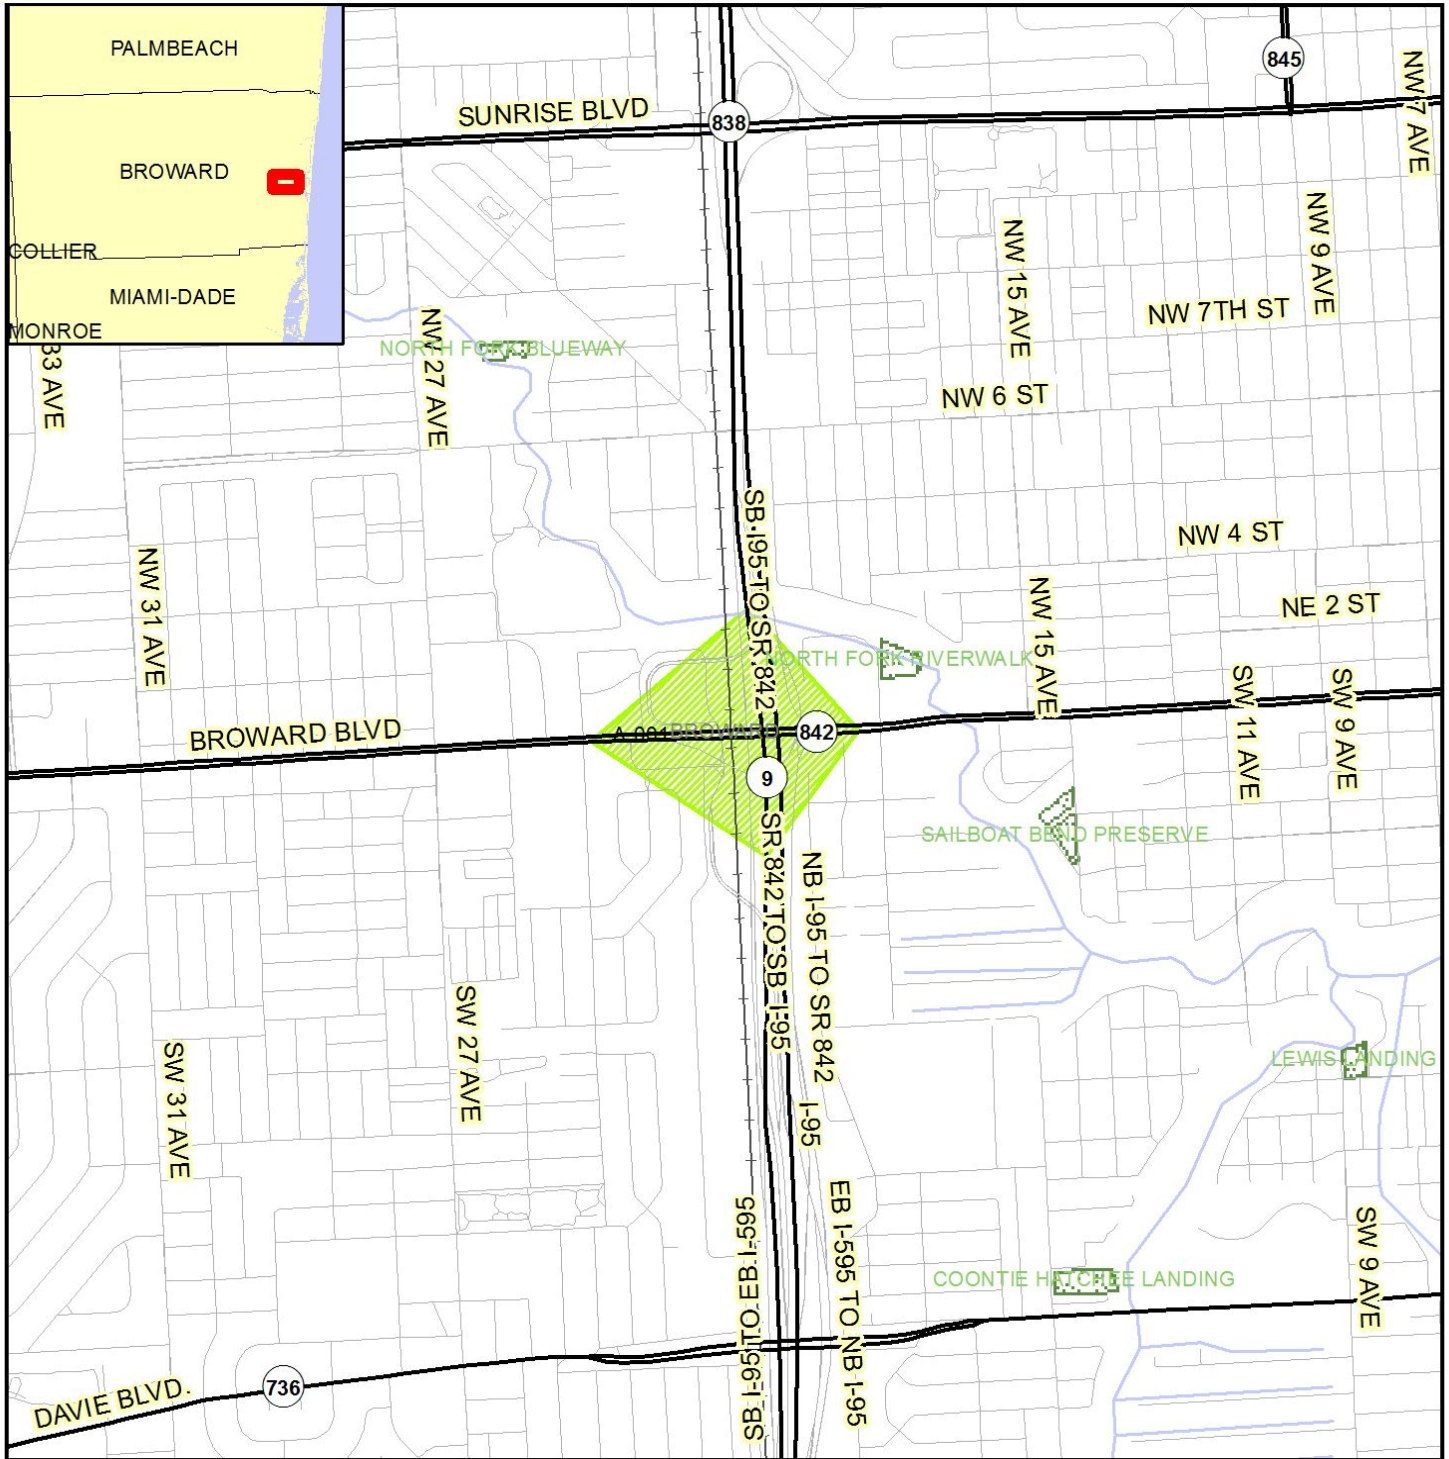 PALMBEACH
BROWARD
COLLIER
MIAMI-DADE
MONROE
845
SUNRISE BLVD
838
NW 7 AVE
NW 9 AVE
NW 15 AVE
NW 7TH ST
33 AVE
NW 27 AVE
NORTH FORK BLUEWAY
NW 6 ST
SB I95 TO SR 842
NW 4 ST
NW 31 AVE
NW 15 AVE
NE 2 ST
NORTH FORK RIVERWALK
SW 11 AVE
SW 9 AVE
BROWARD BLVD
A-001
BROWARD
842
9
SR 842 TO SB I-95
NB I-95 TO SR 842
SAILBOAT BEND PRESERVE
SW 27 AVE
SW 31 AVE
LEWIS LANDING
I-95
SB I-95 TO EB I-595
EB I-595 TO NB I-95
SW 9 AVE
COONTIE HATCHEE LANDING
736
DAVIE BLVD.